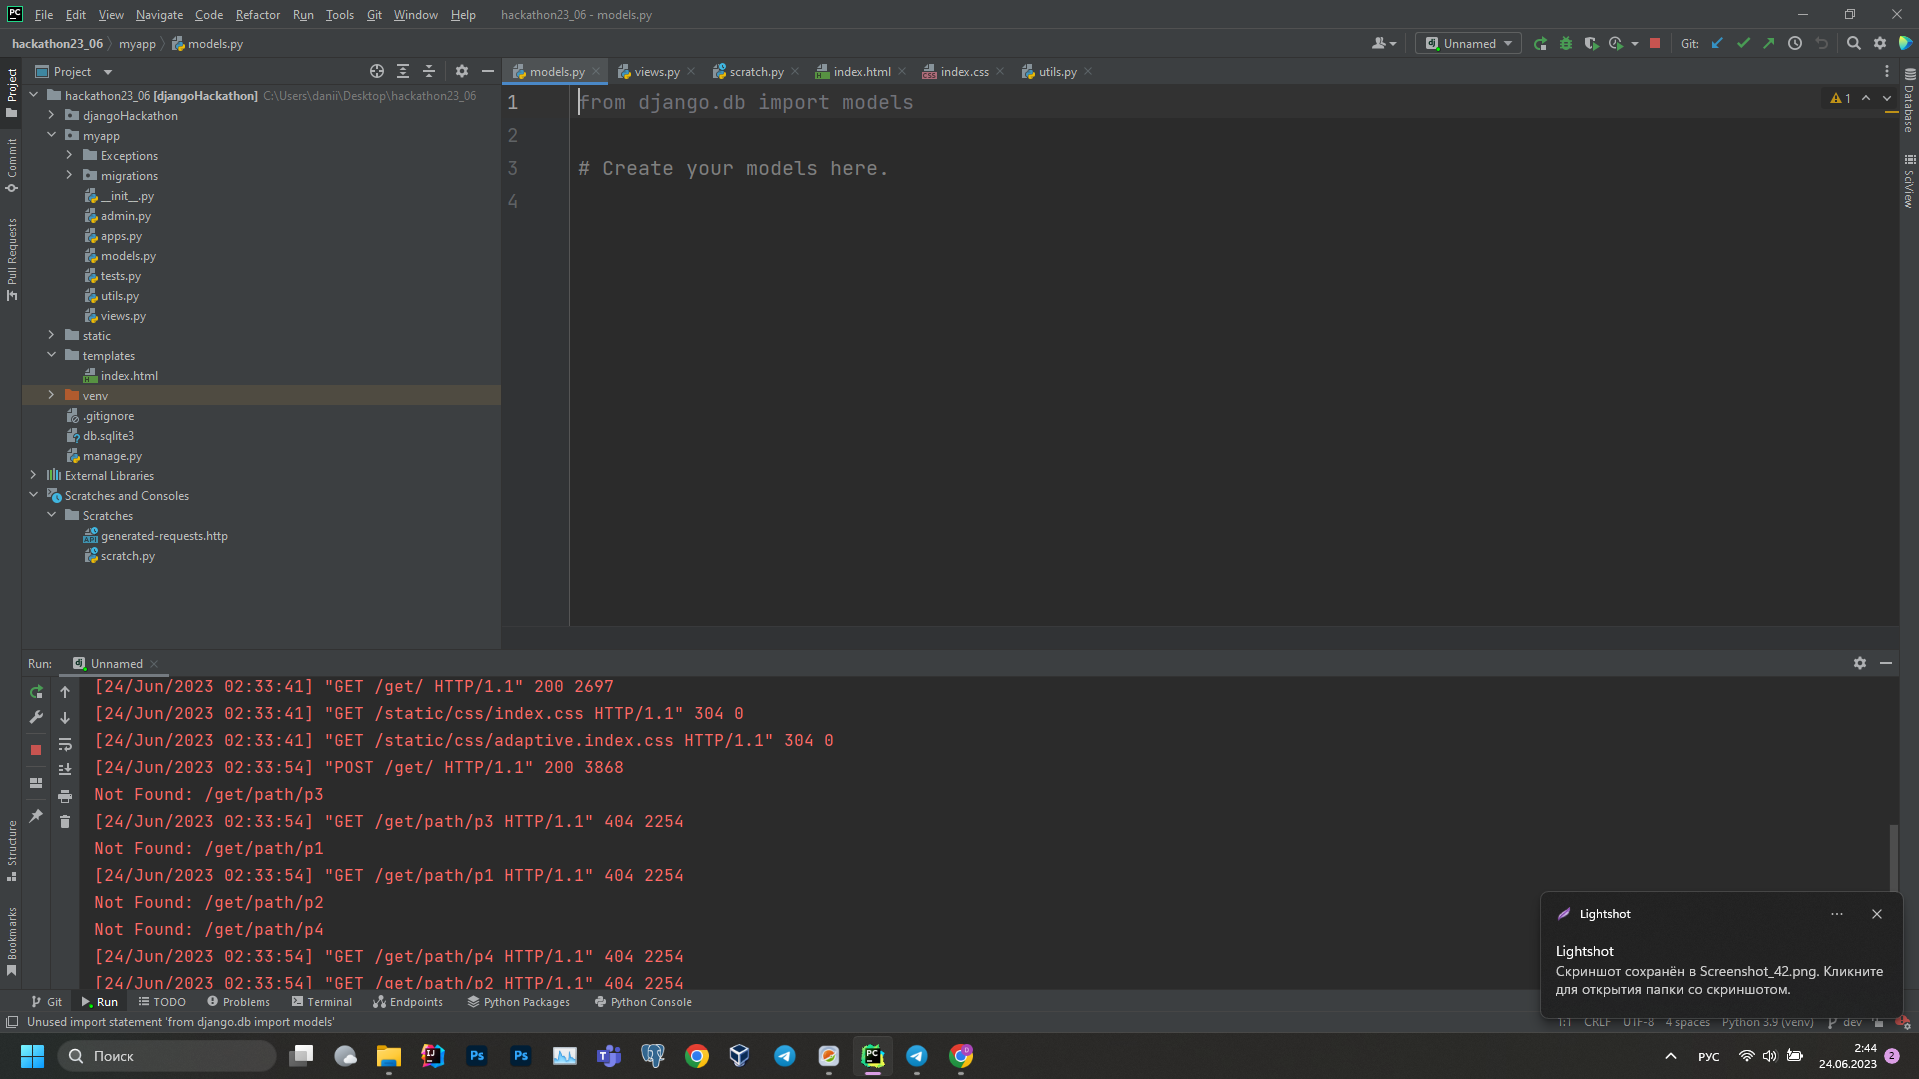 File Edit View Navigate Code Refactor Run Tools Git Window Help hackathon23_06 - models.py
hackathon23_06 myapp models.py
Unnamed
Git:
Project
models.py
views.py
scratch.py
index.html
index.css
utils.py
Project
Commit
Pull Requests
Structure
Bookmarks
hackathon23_06 [djangoHackathon] C:\Users\danii\Desktop\hackathon23_06
djangoHackathon
myapp
Exceptions
migrations
__init__.py
admin.py
apps.py
models.py
tests.py
utils.py
views.py
static
templates
index.html
venv
.gitignore
db.sqlite3
manage.py
External Libraries
Scratches and Consoles
Scratches
generated-requests.http
scratch.py
1 from django.db import models
2
3 # Create your models here.
4
1
Database
SciView
Run: Unnamed
[24/Jun/2023 02:33:41] "GET /get/ HTTP/1.1" 200 2697
[24/Jun/2023 02:33:41] "GET /static/css/index.css HTTP/1.1" 304 0
[24/Jun/2023 02:33:41] "GET /static/css/adaptive.index.css HTTP/1.1" 304 0
[24/Jun/2023 02:33:54] "POST /get/ HTTP/1.1" 200 3868
Not Found: /get/path/p3
[24/Jun/2023 02:33:54] "GET /get/path/p3 HTTP/1.1" 404 2254
Not Found: /get/path/p1
[24/Jun/2023 02:33:54] "GET /get/path/p1 HTTP/1.1" 404 2254
Not Found: /get/path/p2
Not Found: /get/path/p4
[24/Jun/2023 02:33:54] "GET /get/path/p4 HTTP/1.1" 404 2254
[24/Jun/2023 02:33:54] "GET /get/path/p2 HTTP/1.1" 404 2254
Lightshot
Lightshot
Скриншот сохранён в Screenshot_42.png. Кликните
для открытия папки со скриншотом.
Git Run TODO Problems Terminal Endpoints Python Packages Python Console
Unused import statement 'from django.db import models'
1:1 CRLF UTF-8 4 spaces Python 3.9 (venv) dev
Поиск
РУС
2:44
24.06.2023
2